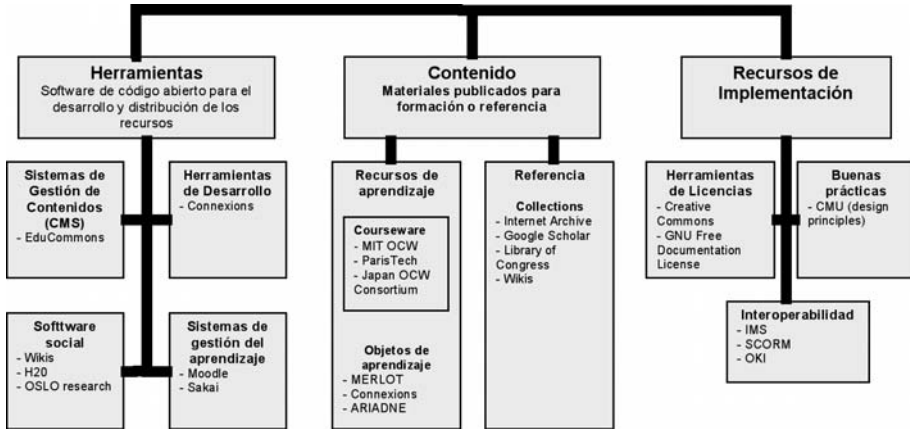 Herramientas
Software de código abierto para el
desarrollo y distribución de los
recursos
Sistemas de
Gestión de
Contenidos
(CMS)
- EduCommons
Herramientas
de Desarrollo
- Connexions
Softtware
social
- Wikis
- H20
- OSLO research
Sistemas de
gestión del
aprendizaje
- Moodle
- Sakai
Contenido
Materiales publicados para
formación o referencia
Recursos de
aprendizaje
Courseware
- MIT OCW
- ParisTech
- Japan OCW
Consortium
Objetos de
aprendizaje
- MERLOT
- Connexions
- ARIADNE
Referencia
Collections
- Internet Archive
- Google Scholar
- Library of
Congress
- Wikis
Recursos de
Implementación
Herramientas
de Licencias
- Creative
Commons
- GNU Free
Documentation
License
Buenas
prácticas
- CMU (design
principles)
Interoperabilidad
- IMS
- SCORM
- OKI